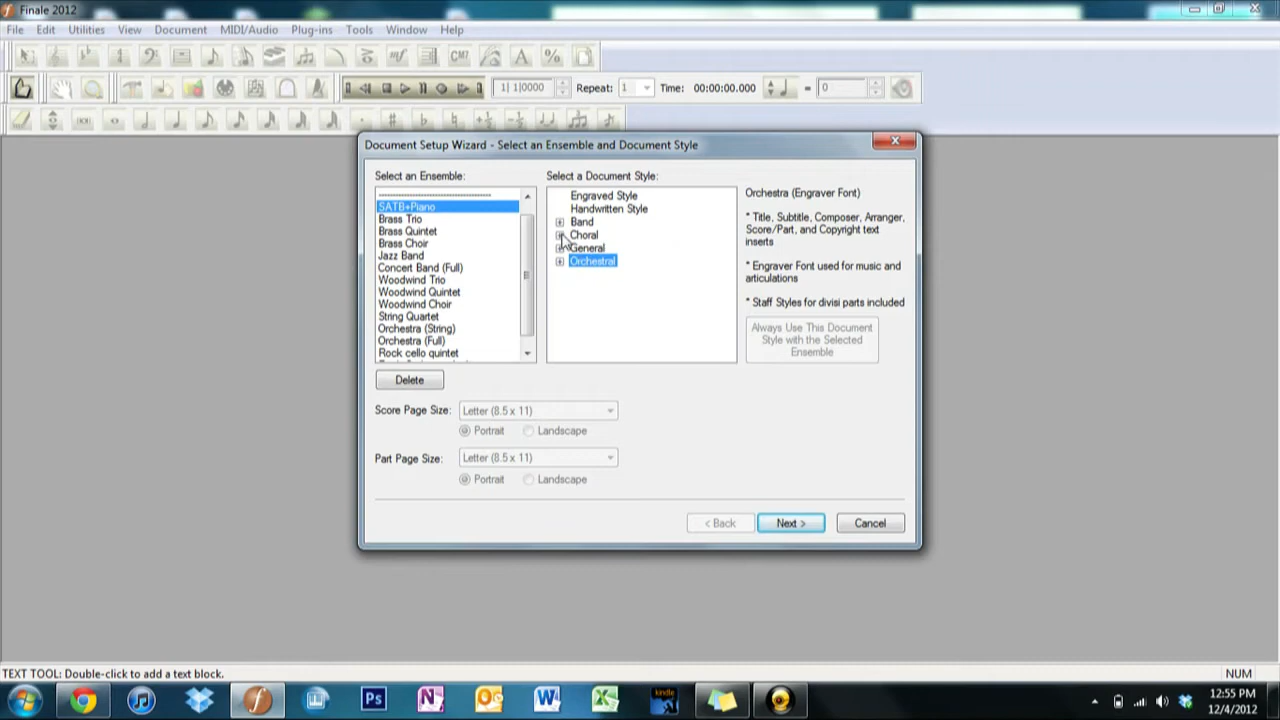 Finale 2012
File Edit Utilities View Document MIDI/Audio Plug-ins Tools Window Help
mf CM7 A %
1| 1|0000 Repeat: 1 Time: 00:00:00.000 = 0
Document Setup Wizard - Select an Ensemble and Document Style
Select an Ensemble:
SATB+Piano
Brass Trio
Brass Quintet
Brass Choir
Jazz Band
Concert Band (Full)
Woodwind Trio
Woodwind Quintet
Woodwind Choir
String Quartet
Orchestra (String)
Orchestra (Full)
Rock cello quintet
Delete
Select a Document Style:
Engraved Style
Handwritten Style
Band
Choral
General
Orchestral
Orchestra (Engraver Font)
* Title, Subtitle, Composer, Arranger,
Score/Part, and Copyright text
inserts
* Engraver Font used for music and
articulations
* Staff Styles for divisi parts included
Always Use This Document
Style with the Selected
Ensemble
Score Page Size: Letter (8.5 x 11)
Portrait Landscape
Part Page Size: Letter (8.5 x 11)
Portrait Landscape
< Back Next > Cancel
TEXT TOOL: Double-click to add a text block. NUM
Ps N W kindle
12:55 PM
12/4/2012